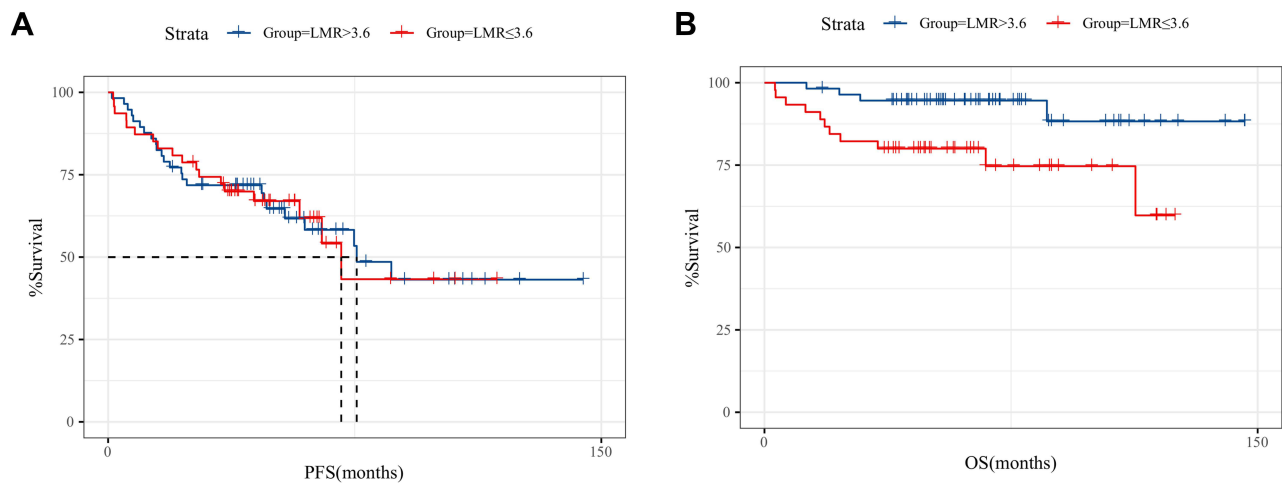 A
Strata Group=LMR>3.6 Group=LMR≤3.6
100
75
50
25
0
%Survival
0 150
PFS(months)
B
Strata Group=LMR>3.6 Group=LMR≤3.6
100
75
50
25
0
%Survival
0 150
OS(months)